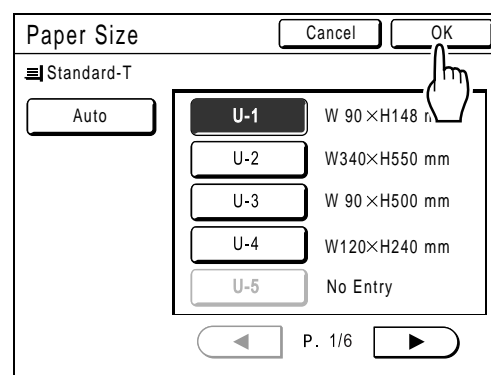 Paper Size Cancel OK
Standard-T
Auto
U-1 W 90×H148
U-2 W340×H550 mm
U-3 W 90×H500 mm
U-4 W120×H240 mm
U-5 No Entry
P. 1/6